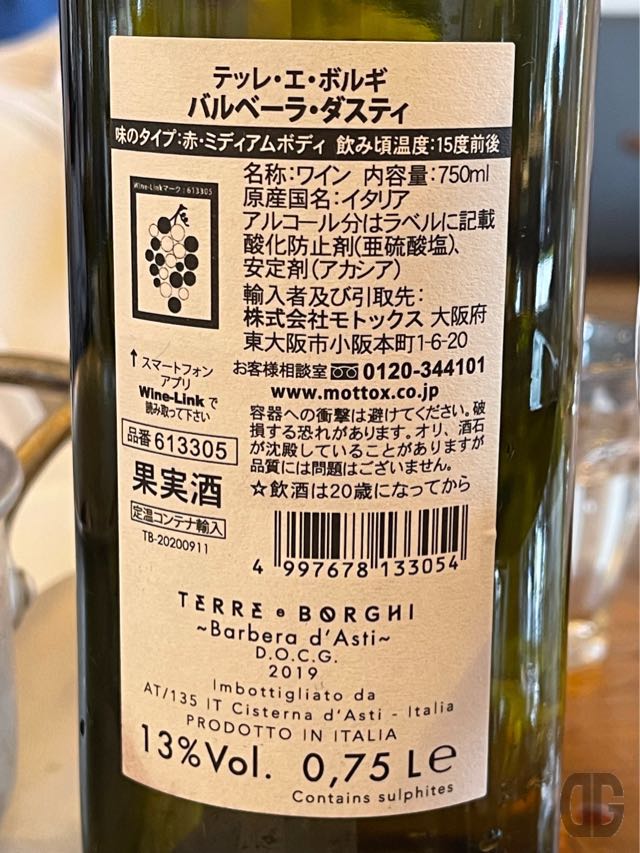 テッレ・エ・ボルギ
バルベーラ・ダスティ
味のタイプ:赤・ミディアムボディ 飲み頃温度:15度前後
Wine-Linkマーク:613305
名称:ワイン 内容量:750ml
原産国名:イタリア
アルコール分はラベルに記載
酸化防止剤(亜硫酸塩)、
安定剤(アカシア)
輸入者及び引取先:
株式会社モトックス 大阪府
東大阪市小阪本町1-6-20
お客様相談室 0120-344101
www.mottox.co.jp
↑スマートフォン
アプリ
Wine-Linkで
読み取って下さい
品番 613305
果実酒
定温コンテナ輸入
TB-20200911
容器への衝撃は避けてください。破
損する恐れがあります。オリ、酒石
が沈殿していることがありますが
品質には問題はございません。
☆飲酒は20歳になってから
4 997678 133054
TERRE e BORGHI
~Barbera d'Asti~
D.O.C.G.
2019
Imbottigliato da
AT/135 IT Cisterna d'Asti - Italia
PRODOTTO IN ITALIA
13%Vol. 0,75 L e
Contains sulphites
DG